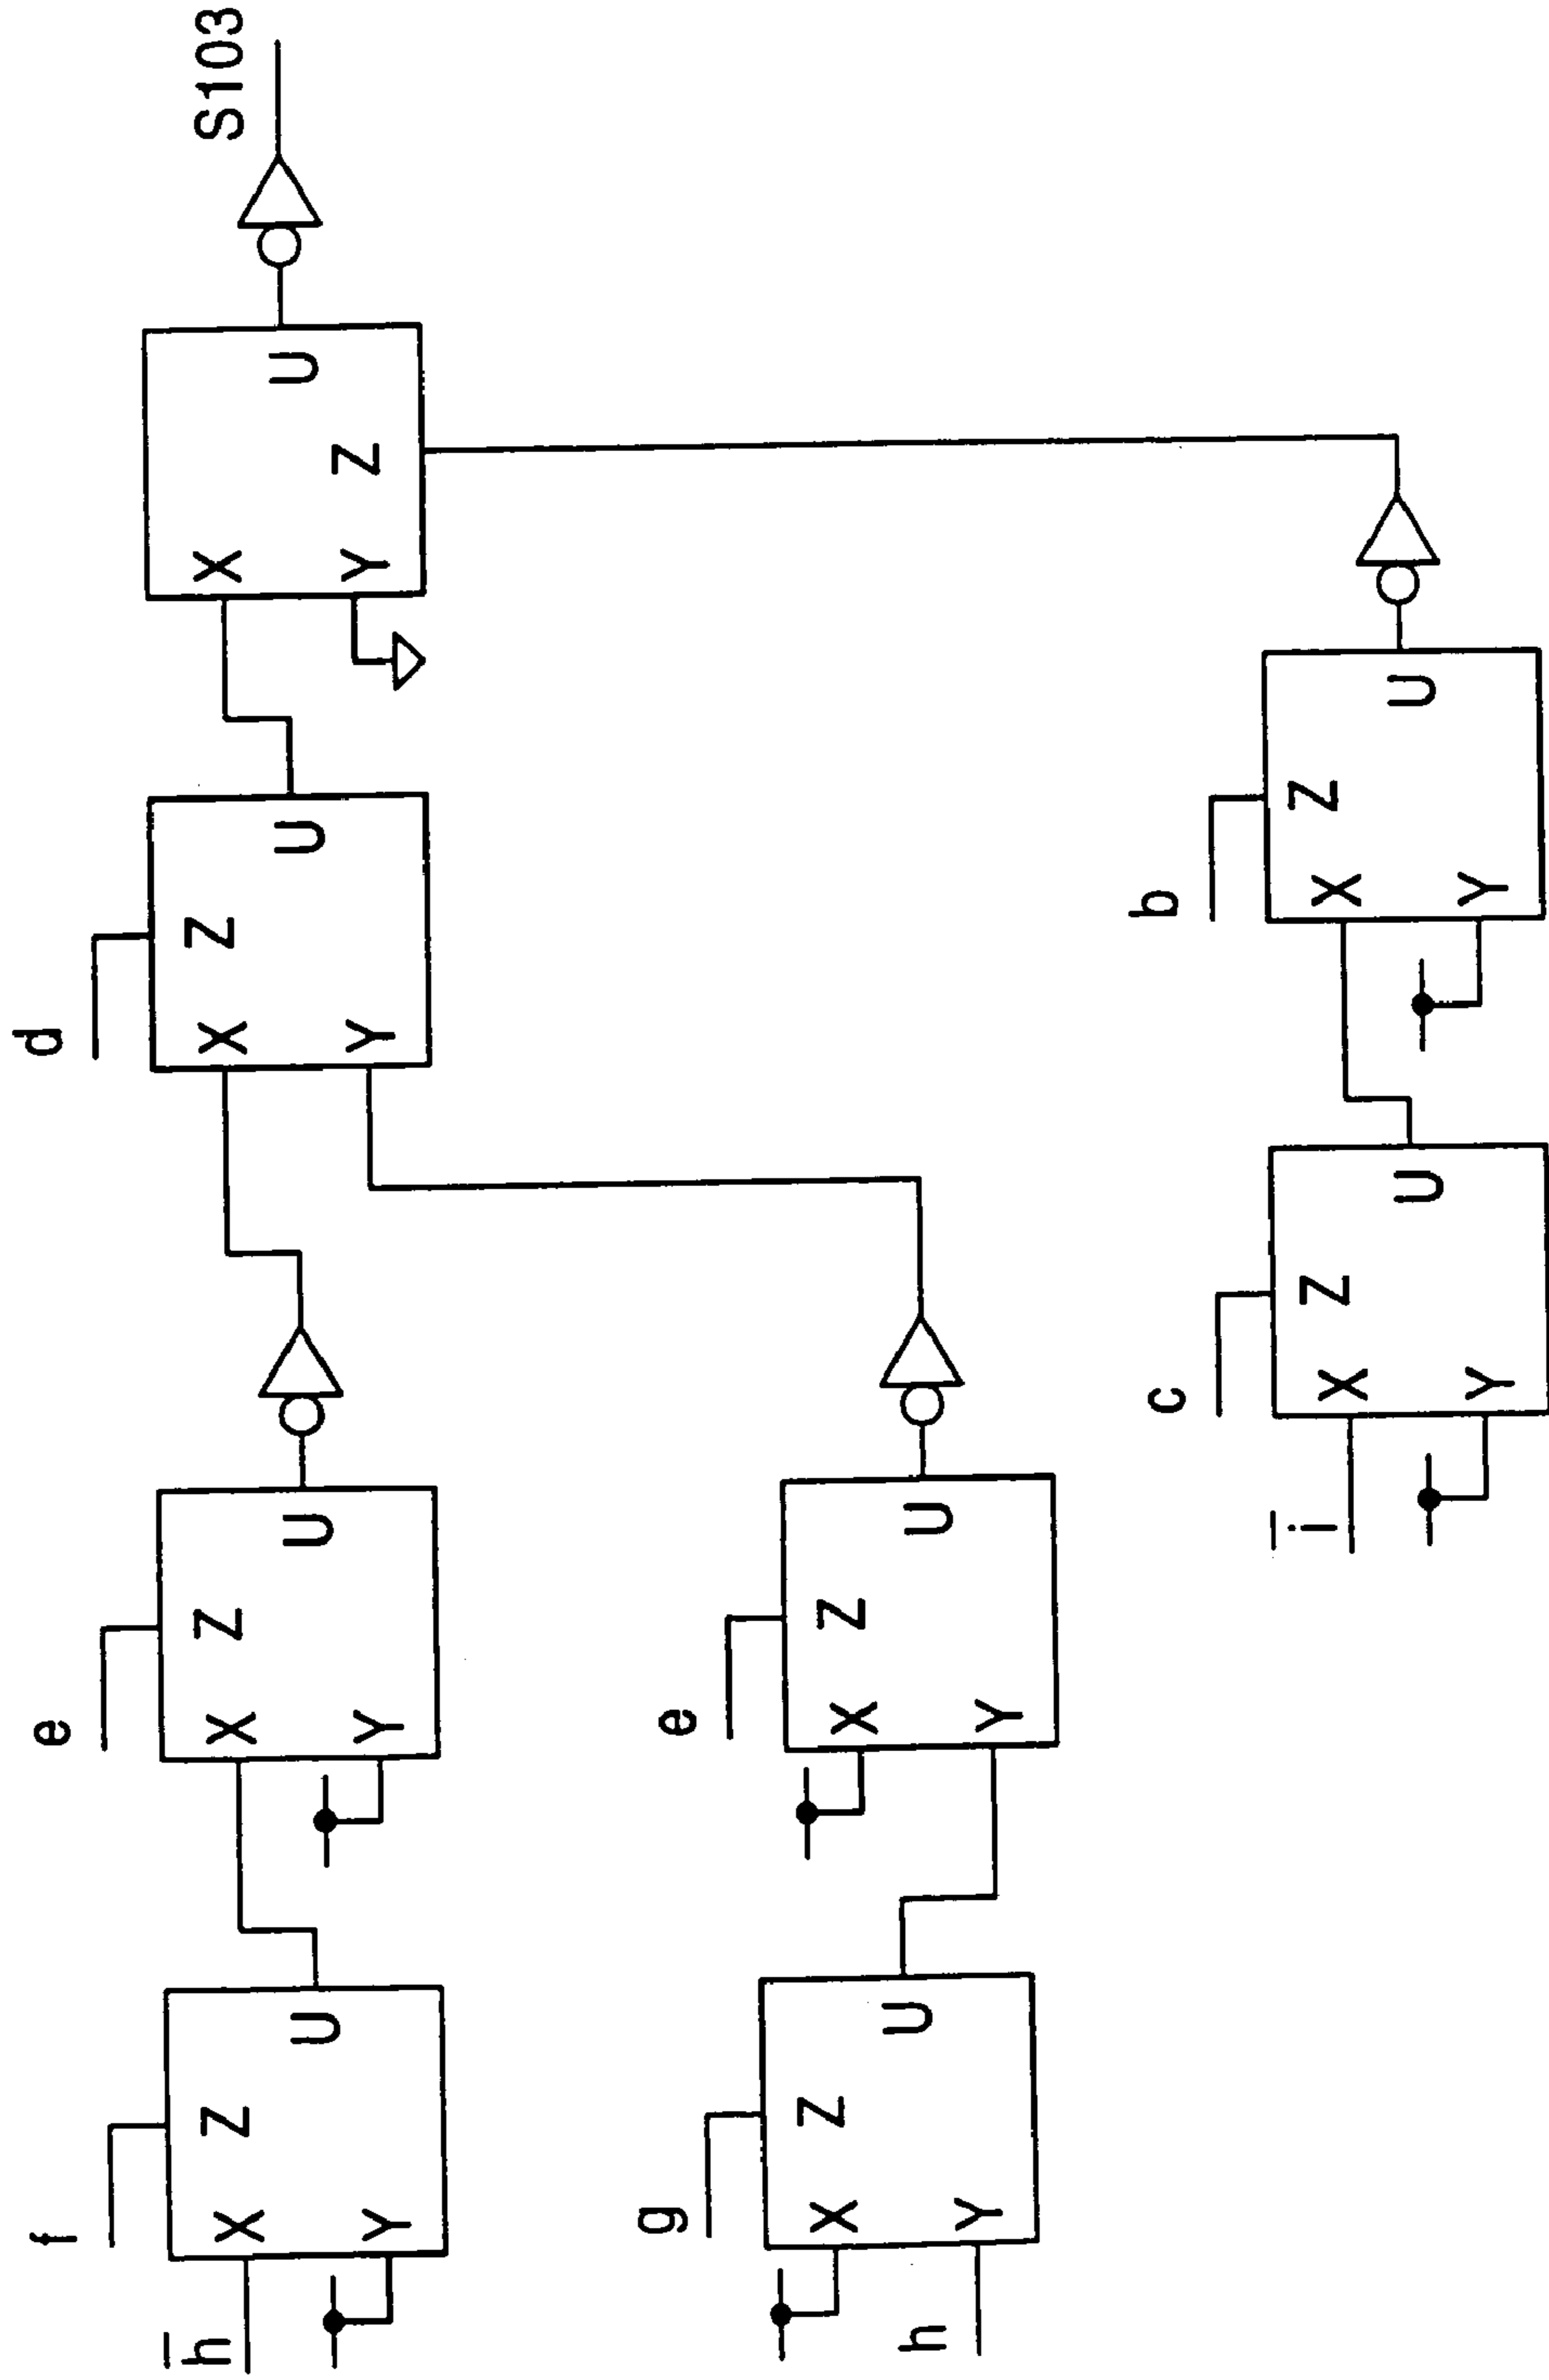 f e d
h̅ X Z X Z X Z X S103
U U U U
Y Y Y Y Z
g e
X Z X Z
U U
h Y Y
c b
i̅ X Z X Z
U U
Y Y